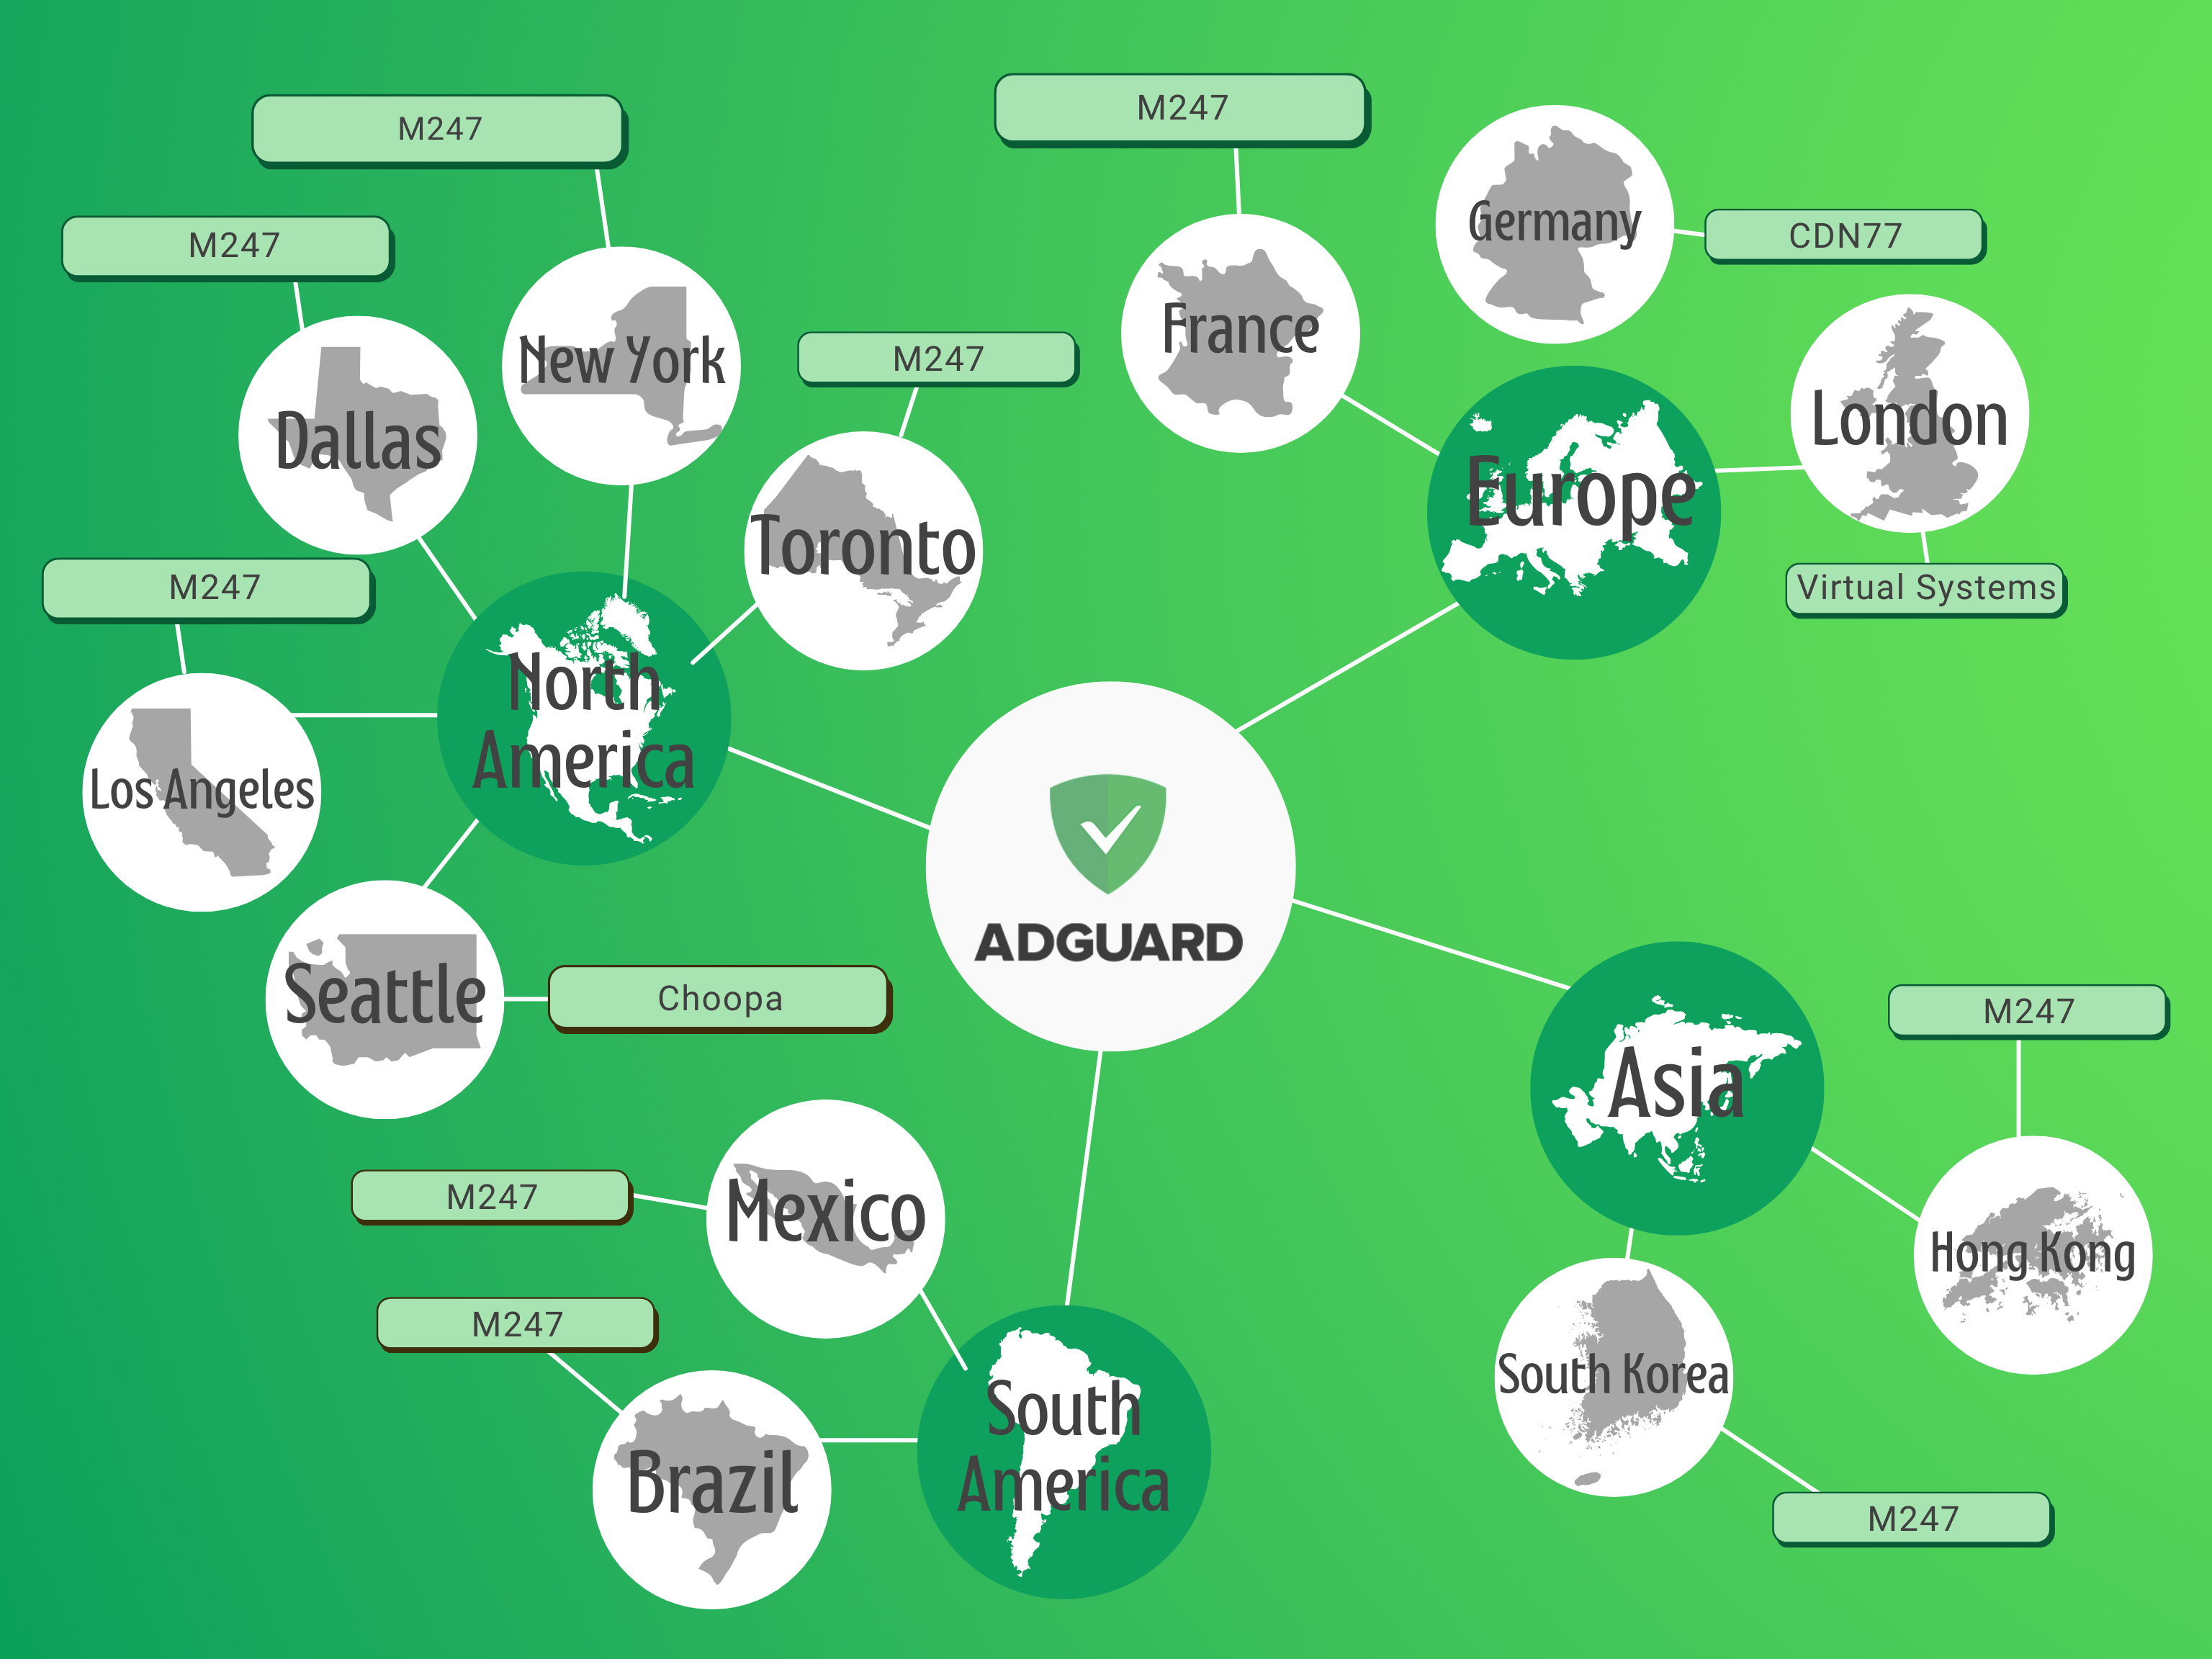 M247
New York
M247
Dallas
M247
Toronto
M247
Los Angeles
North
America
Seattle
Choopa
M247
France
Germany
CDN77
London
Virtual Systems
Europe
ADGUARD
Asia
M247
Hong Kong
South Korea
M247
M247
Mexico
M247
Brazil
South
America